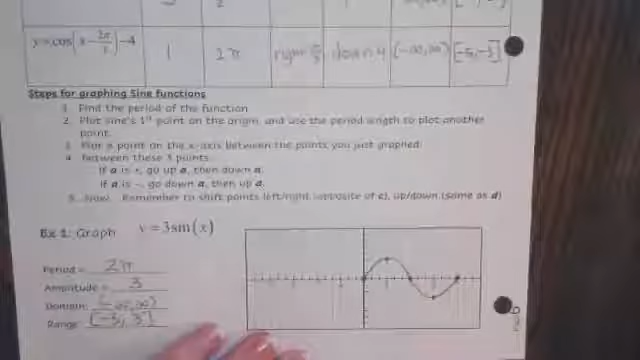 2
y = cos(x − 2π/3) − 4 1 2π right down 4 (−∞, ∞) [−5, −3]
Steps for graphing Sine functions
1. Find the period of the function
2. Plot sine's 1st point on the origin, and use the period length to plot another
point.
3. Plot a point on the x-axis between the points you just graphed.
4. Between these 3 points...
If a is +, go up a, then down a.
If a is -, go down a, then up a.
5. Now! Remember to shift points left/right (opposite of c), up/down (same as d)
Ex 1: Graph y = 3sin(x)
Period = 2π
Amplitude = 3
Domain: (-∞, ∞)
Range: [-3, 3]